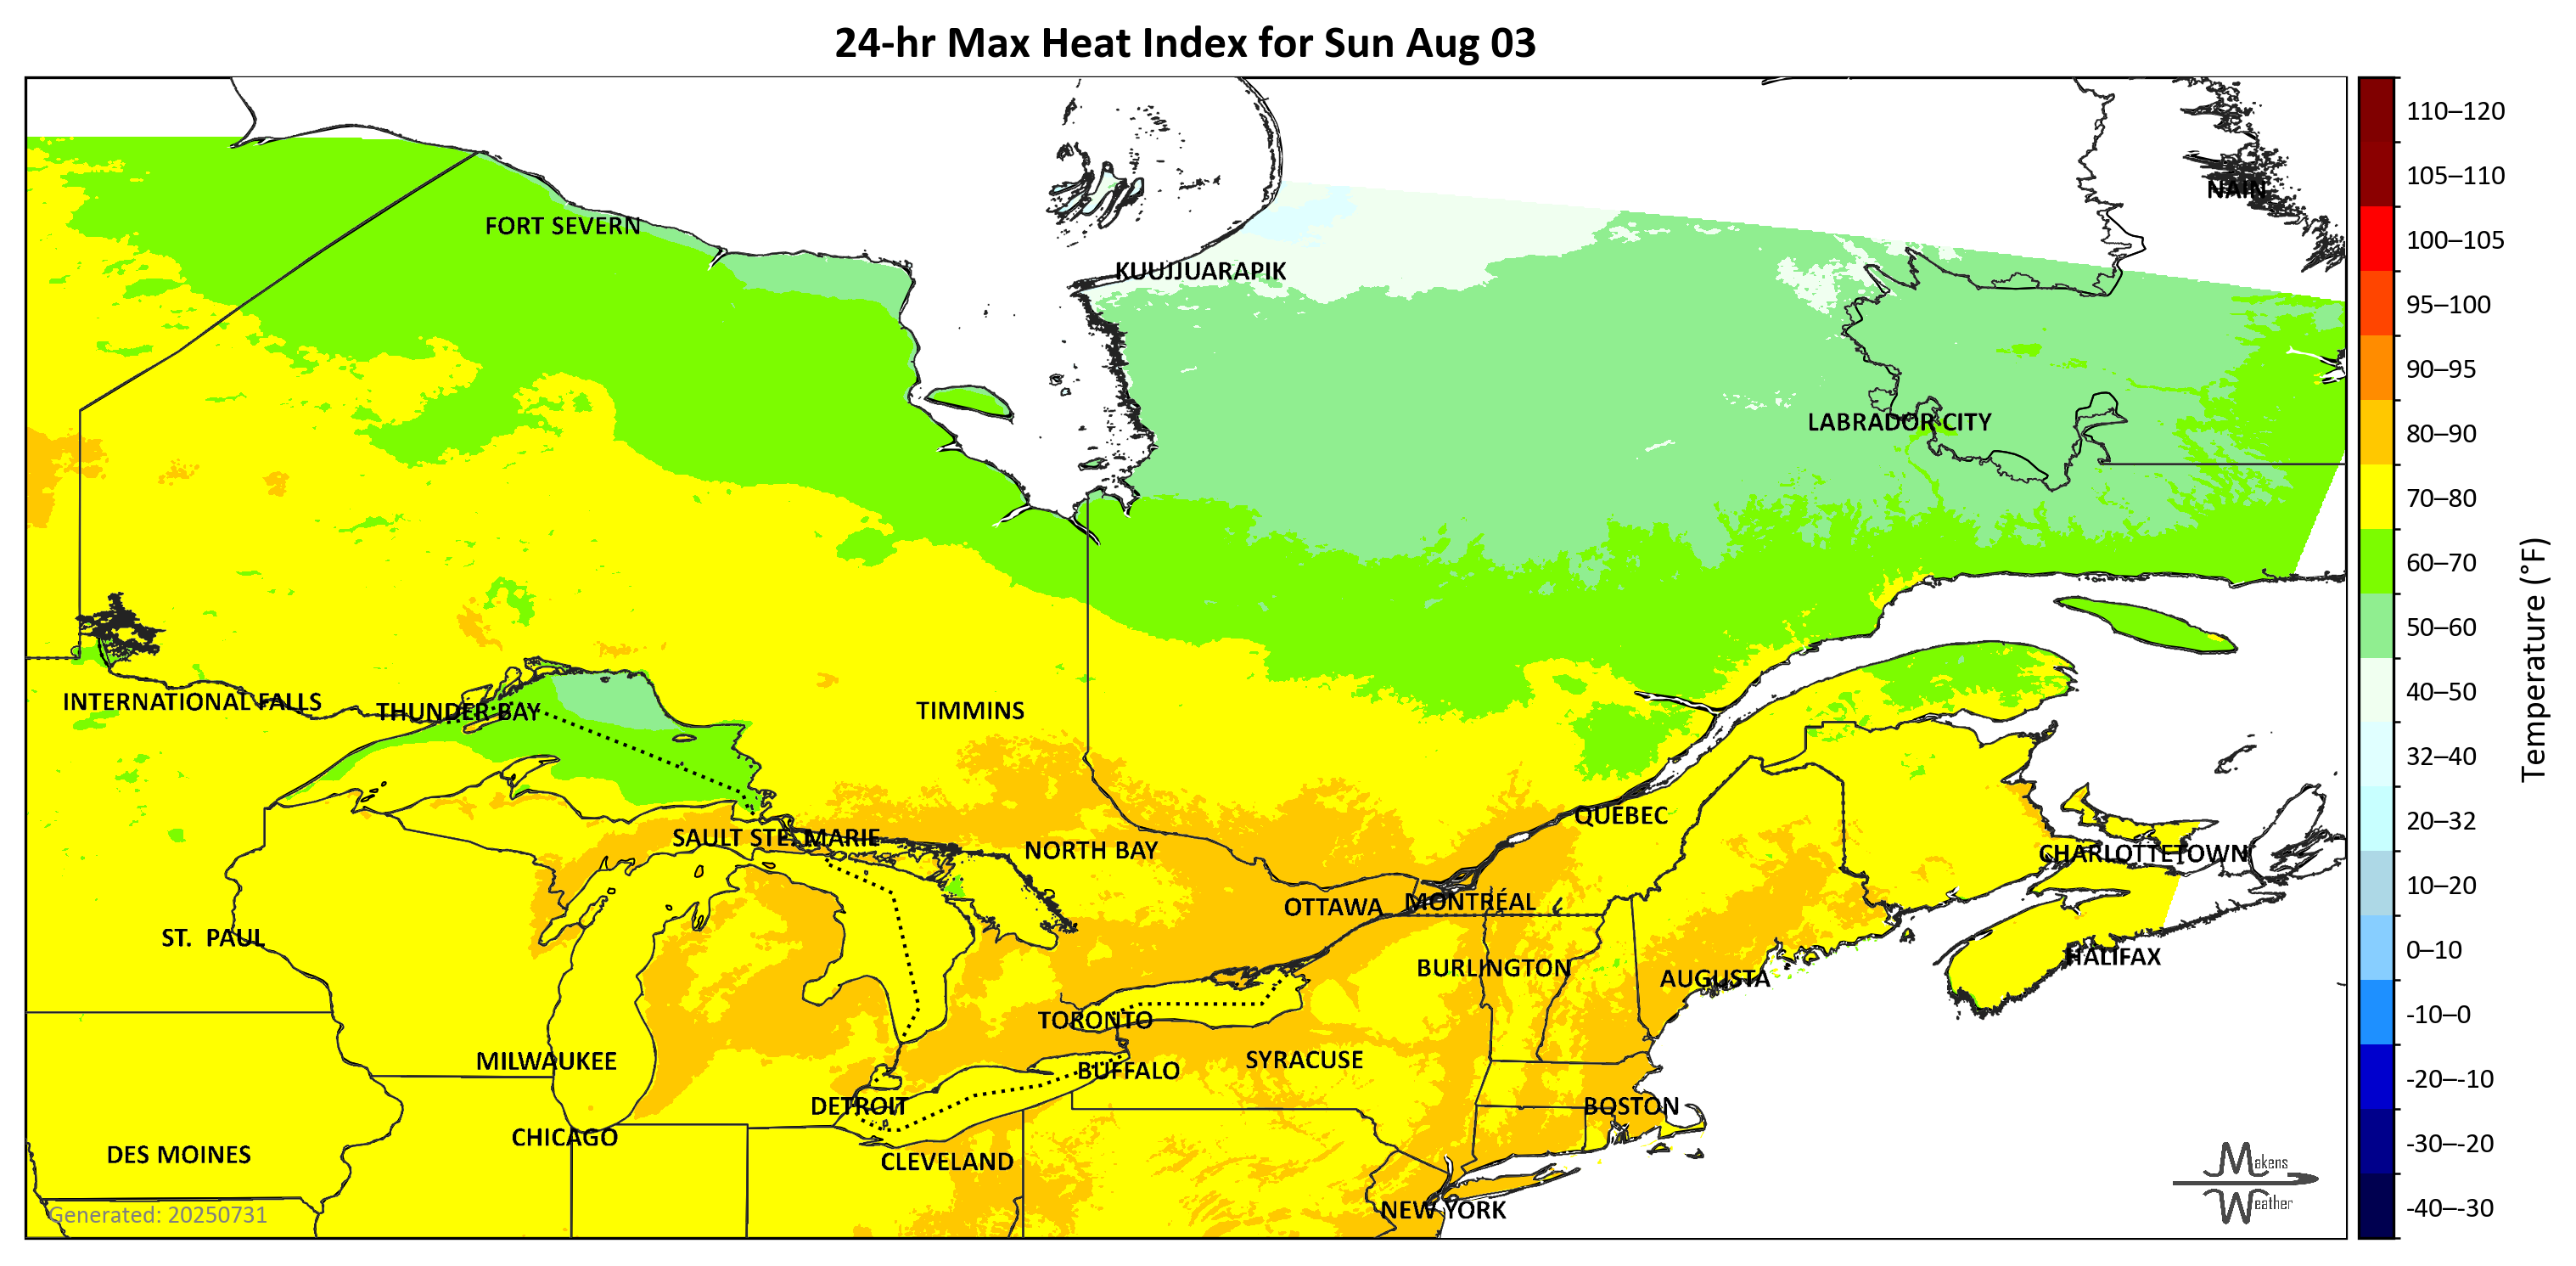 24-hr Max Heat Index for Sun Aug 03
NAIN
FORT SEVERN
KUUJJUARAPIK
LABRADOR CITY
INTERNATIONAL FALLS
THUNDER BAY
TIMMINS
QUEBEC
SAULT STE. MARIE
NORTH BAY
CHARLOTTETOWN
OTTAWA
MONTRÉAL
ST. PAUL
HALIFAX
BURLINGTON
AUGUSTA
TORONTO
MILWAUKEE
SYRACUSE
BUFFALO
DETROIT
BOSTON
CHICAGO
DES MOINES
CLEVELAND
NEW YORK
Generated: 20250731
Makens
Weather
110–120
105–110
100–105
95–100
90–95
80–90
70–80
60–70
50–60
40–50
32–40
20–32
10–20
0–10
-10–0
-20–-10
-30–-20
-40–-30
Temperature (°F)